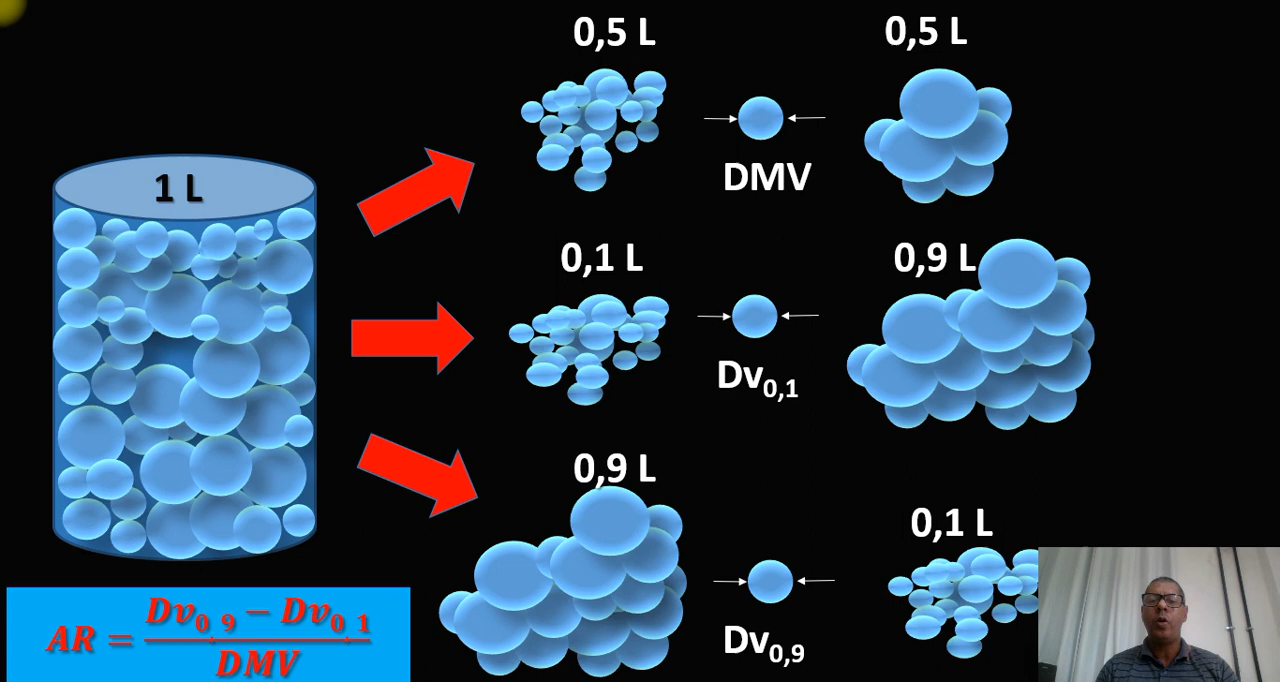 1 L
0,5 L
DMV
0,5 L
0,1 L
Dv0,1
0,9 L
0,9 L
Dv0,9
0,1 L
AR = Dv0 9 − Dv0 1
DMV